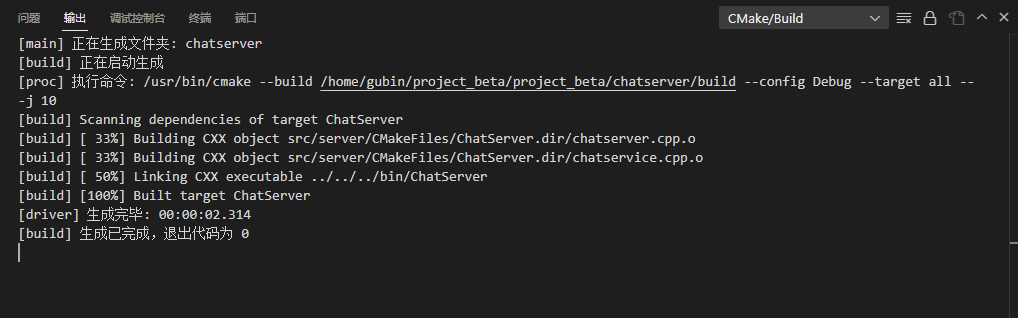 问题 输出 调试控制台 终端 端口 CMake/Build
[main] 正在生成文件夹: chatserver
[build] 正在启动生成
[proc] 执行命令: /usr/bin/cmake --build /home/gubin/project_beta/project_beta/chatserver/build --config Debug --target all --
-j 10
[build] Scanning dependencies of target ChatServer
[build] [ 33%] Building CXX object src/server/CMakeFiles/ChatServer.dir/chatserver.cpp.o
[build] [ 33%] Building CXX object src/server/CMakeFiles/ChatServer.dir/chatservice.cpp.o
[build] [ 50%] Linking CXX executable ../../../bin/ChatServer
[build] [100%] Built target ChatServer
[driver] 生成完毕: 00:00:02.314
[build] 生成已完成，退出代码为 0